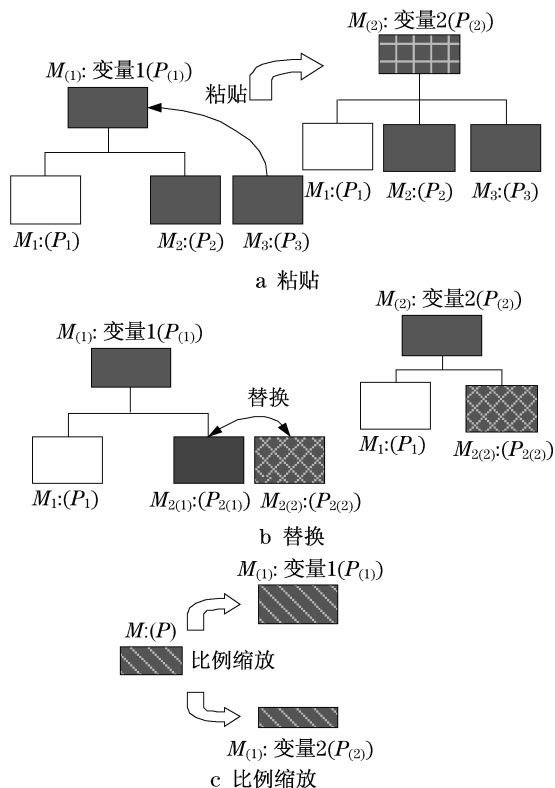 M(2): 变量2(P(2))
M(1): 变量1(P(1))
粘贴
M1:(P1) M2:(P2) M3:(P3)
M1:(P1) M2:(P2) M3:(P3)
a 粘贴
M(2): 变量2(P(2))
M(1): 变量1(P(1))
替换
M1:(P1) M2(2):(P2(2))
M1:(P1) M2(1):(P2(1)) M2(2):(P2(2))
b 替换
M(1): 变量1(P(1))
M:(P)
比例缩放
M(1): 变量2(P(2))
c 比例缩放